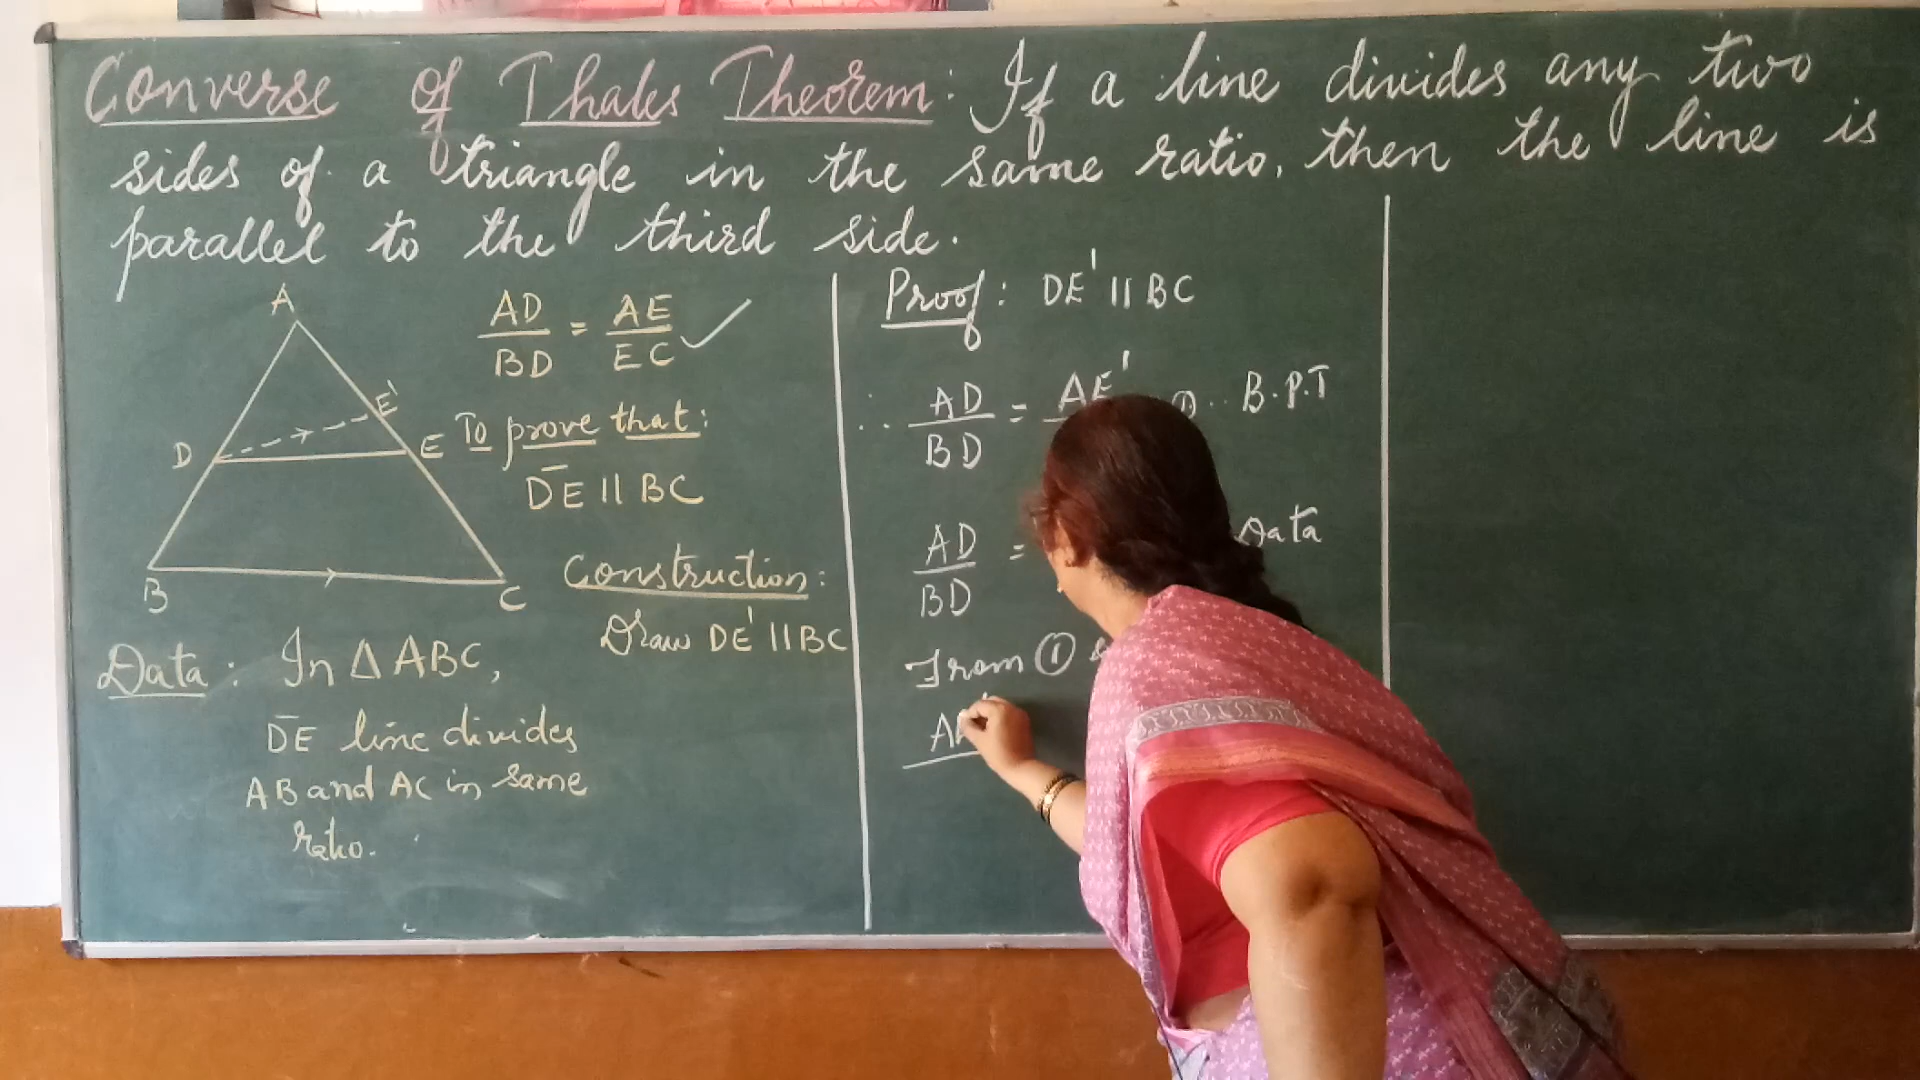 Converse of Thales Theorem: If a line divides any two
sides of a triangle in the same ratio, then the line is
parallel to the third side.
A
D
E'
E
B
C
AD/BD = AE/EC ✓
To prove that:
DE || BC
Construction:
Draw DE' || BC
Data: In △ ABC,
DE line divides
AB and AC in same
ratio.
Proof: DE' || BC
∴ AD/BD = AE' ① .. B.P.T
AD/BD = Data
From ①